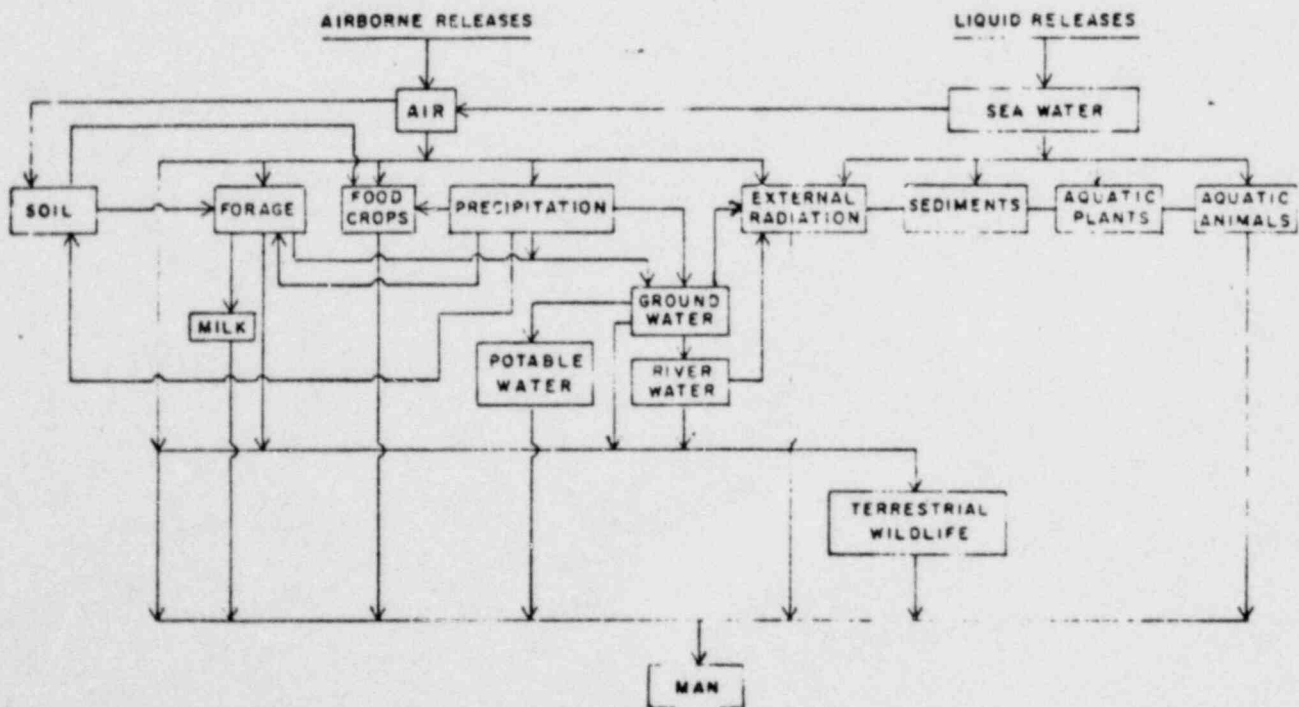 AIRBORNE RELEASES
LIQUID RELEASES
AIR
SEA WATER
SOIL
FORAGE
FOOD
CROPS
PRECIPITATION
EXTERNAL
RADIATION
SEDIMENTS
AQUATIC
PLANTS
AQUATIC
ANIMALS
GROUND
WATER
MILK
POTABLE
WATER
RIVER
WATER
TERRESTRIAL
WILDLIFE
MAN